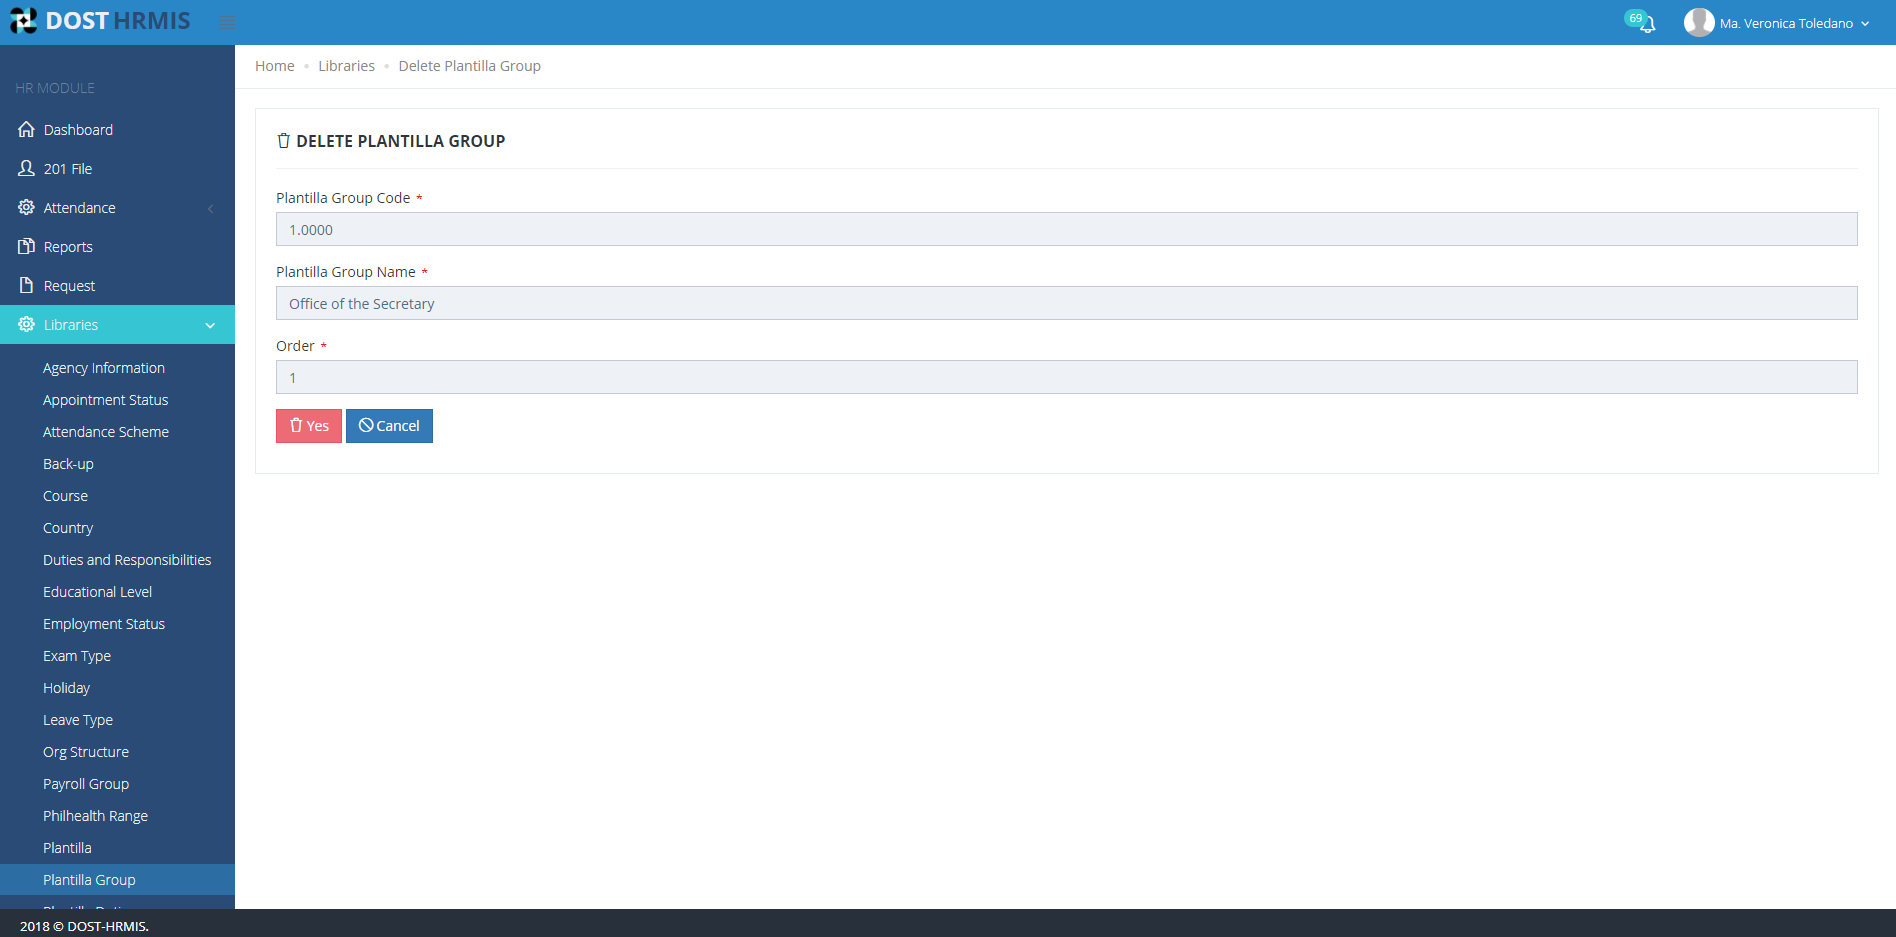 DOST HRMIS
69
Ma. Veronica Toledano
HR MODULE
Dashboard
201 File
Attendance
Reports
Request
Libraries
Agency Information
Appointment Status
Attendance Scheme
Back-up
Course
Country
Duties and Responsibilities
Educational Level
Employment Status
Exam Type
Holiday
Leave Type
Org Structure
Payroll Group
Philhealth Range
Plantilla
Plantilla Group
Home Libraries Delete Plantilla Group
DELETE PLANTILLA GROUP
Plantilla Group Code *
1.0000
Plantilla Group Name *
Office of the Secretary
Order *
1
Yes Cancel
2018 © DOST-HRMIS.